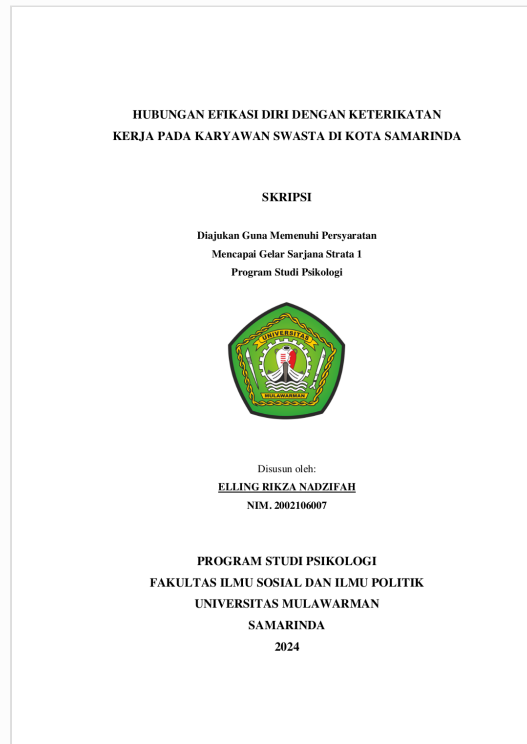 HUBUNGAN EFIKASI DIRI DENGAN KETERIKATAN
KERJA PADA KARYAWAN SWASTA DI KOTA SAMARINDA
SKRIPSI
Diajukan Guna Memenuhi Persyaratan
Mencapai Gelar Sarjana Strata 1
Program Studi Psikologi
UNIVERSITAS
MULAWARMAN
Disusun oleh:
ELLING RIKZA NADZIFAH
NIM. 2002106007
PROGRAM STUDI PSIKOLOGI
FAKULTAS ILMU SOSIAL DAN ILMU POLITIK
UNIVERSITAS MULAWARMAN
SAMARINDA
2024